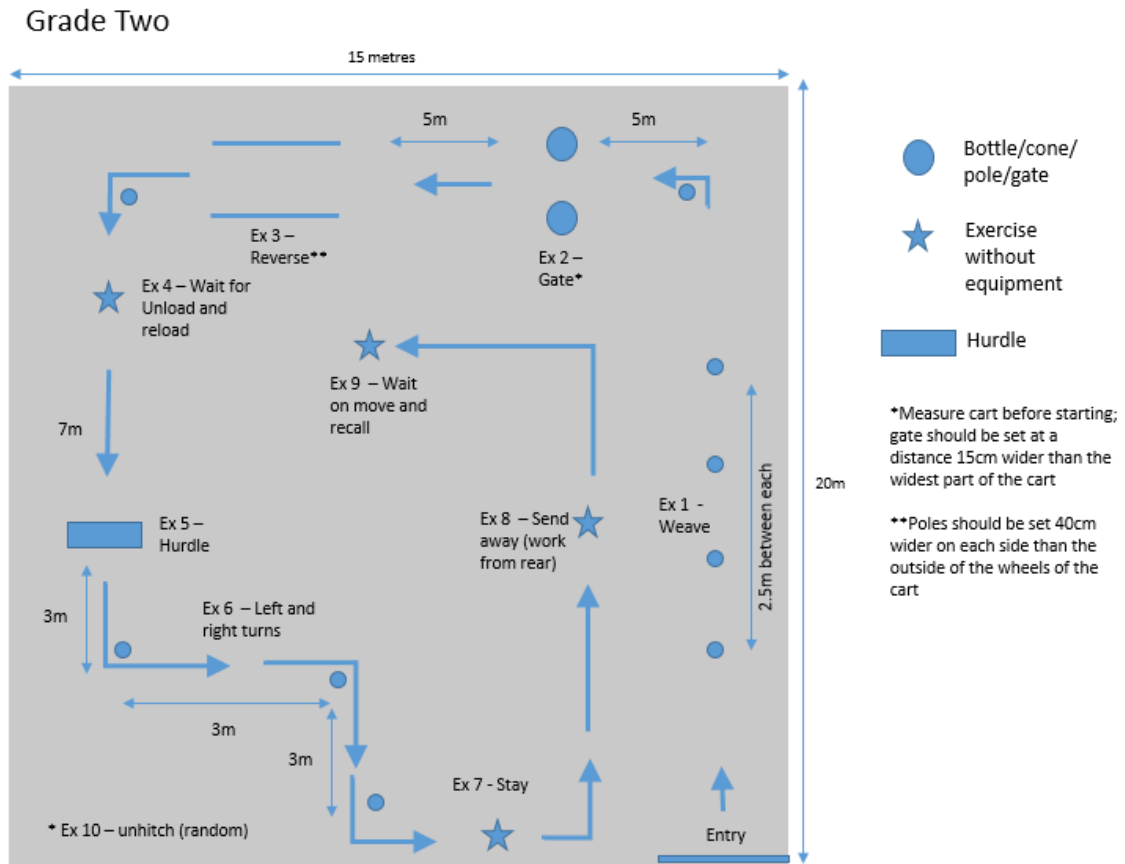 Grade Two
15 metres
5m
5m
Ex 3 –
Reverse**
Ex 2 –
Gate*
Ex 4 – Wait for
Unload and
reload
Ex 9 – Wait
on move and
recall
7m
Ex 5 –
Hurdle
Ex 8 – Send
away (work
from rear)
Ex 1 -
Weave
2.5m between each
20m
3m
Ex 6 – Left and
right turns
3m
3m
Ex 7 - Stay
* Ex 10 – unhitch (random)
Entry
Bottle/cone/
pole/gate
Exercise
without
equipment
Hurdle
*Measure cart before starting;
gate should be set at a
distance 15cm wider than the
widest part of the cart
**Poles should be set 40cm
wider on each side than the
outside of the wheels of the
cart